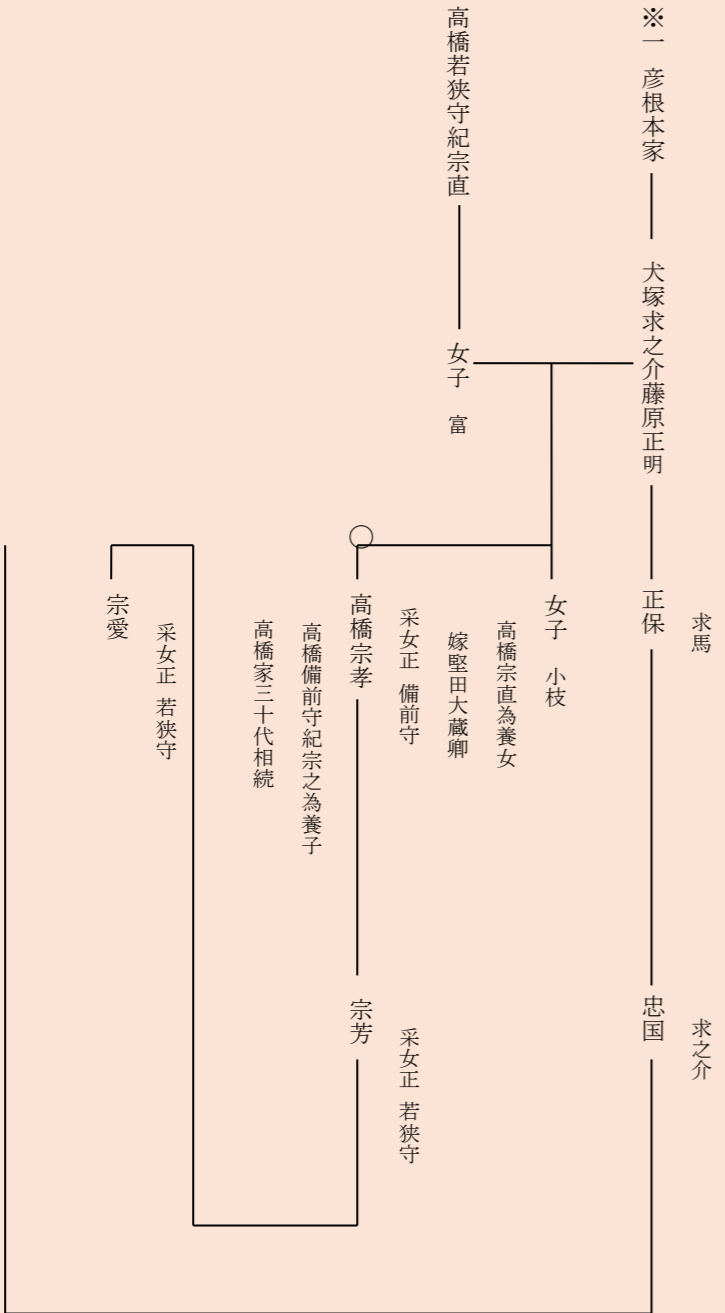 ※一 彦根本家
犬塚求之介藤原正明
求馬
正保
求之介
忠国
高橋若狭守紀宗直
女子 富
女子 小枝
高橋宗直為養女
嫁堅田大蔵卿
采女正 備前守
高橋宗孝
高橋備前守紀宗之為養子
高橋家三十代相続
采女正 若狭守
宗芳
采女正 若狭守
宗愛